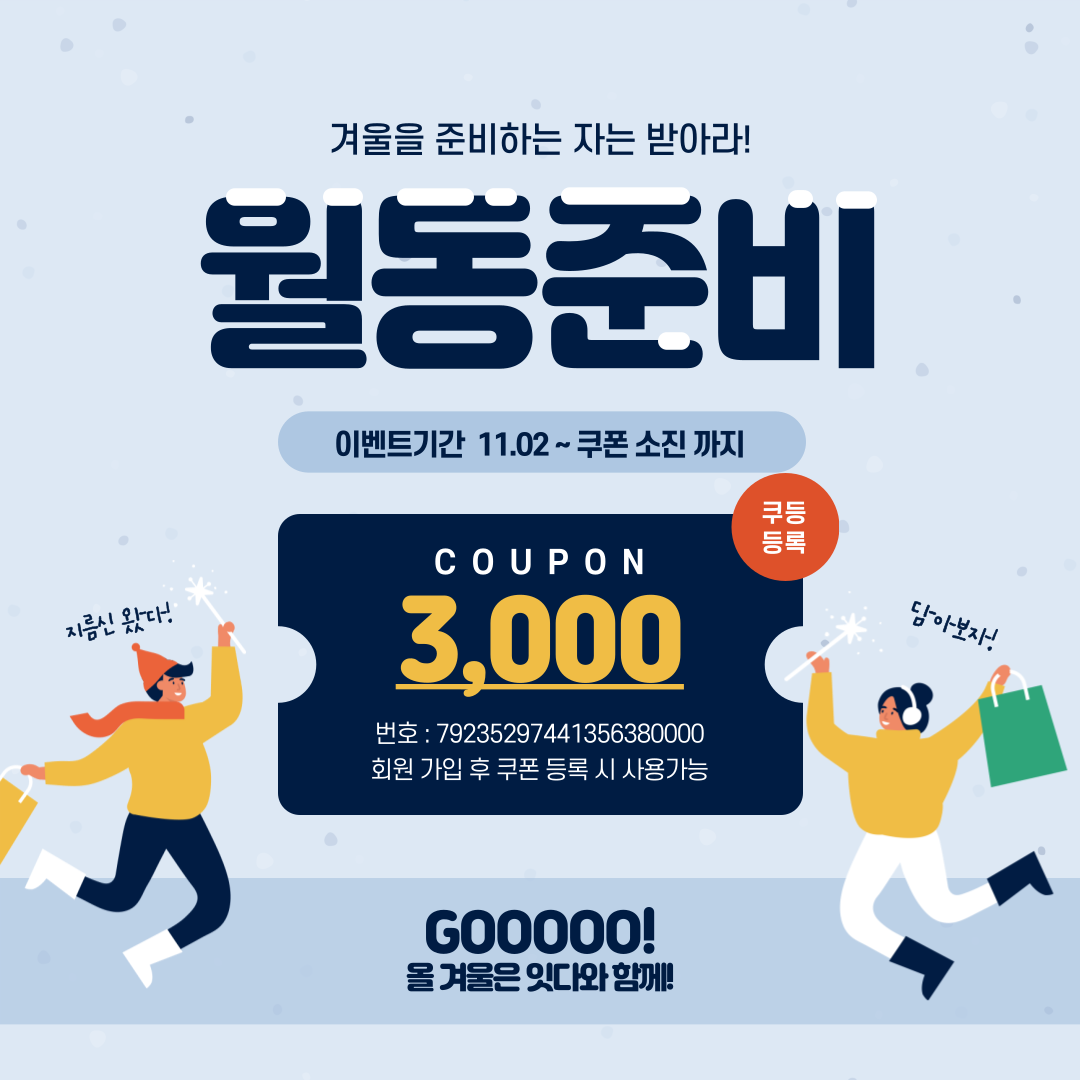 겨울을 준비하는 자는 받아라!
월동준비
이벤트기간 11.02 ~ 쿠폰 소진 까지
쿠등
등록
COUPON
3,000
지름신 왔다!
담아보자!
번호 : 79235297441356380000
회원 가입 후 쿠폰 등록 시 사용가능
GOOOOO!
올 겨울은 잇다와 함께!